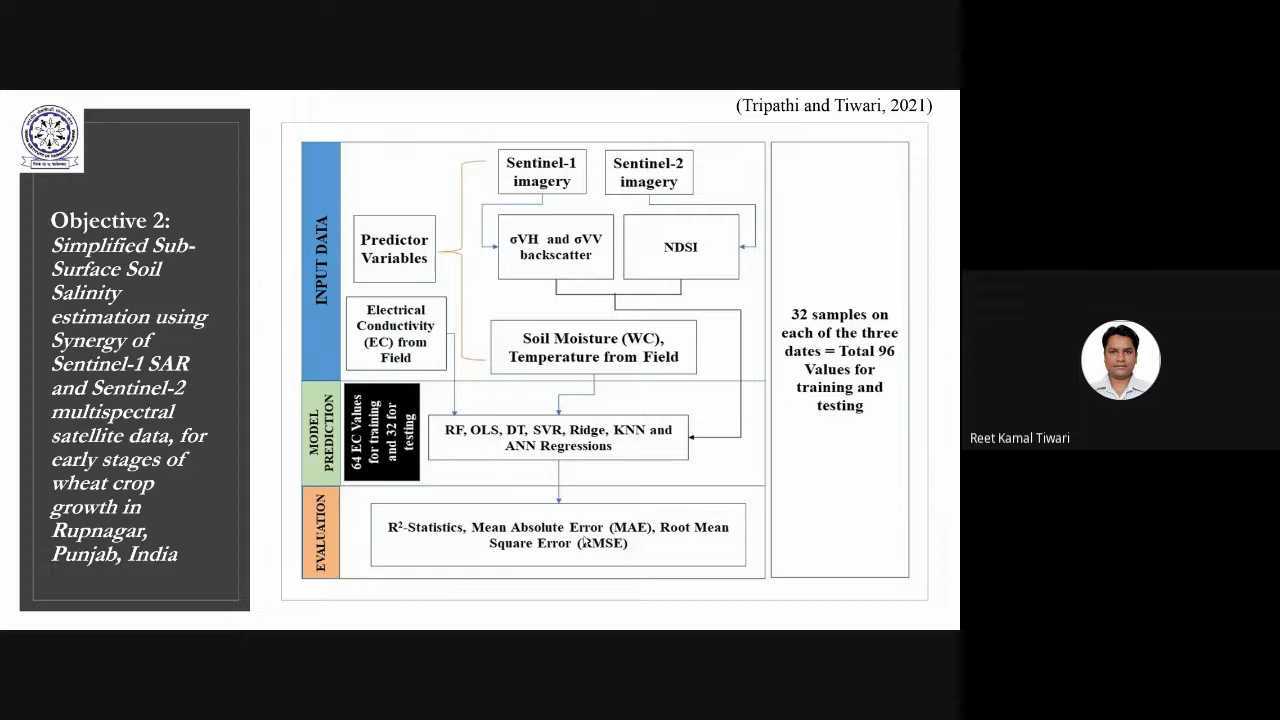 (Tripathi and Tiwari, 2021)
Objective 2:
Simplified Sub-
Surface Soil
Salinity
estimation using
Synergy of
Sentinel-1 SAR
and Sentinel-2
multispectral
satellite data, for
early stages of
wheat crop
growth in
Rupnagar,
Punjab, India
INPUT DATA
Sentinel-1
imagery
Sentinel-2
imagery
Predictor
Variables
σVH and σVV
backscatter
NDSI
Electrical
Conductivity
(EC) from
Field
Soil Moisture (WC),
Temperature from Field
MODEL
PREDICTION
64 EC Values
for training
and 32 for
testing
RF, OLS, DT, SVR, Ridge, KNN and
ANN Regressions
EVALUATION
R²-Statistics, Mean Absolute Error (MAE), Root Mean
Square Error (RMSE)
32 samples on
each of the three
dates = Total 96
Values for
training and
testing
Reet Kamal Tiwari